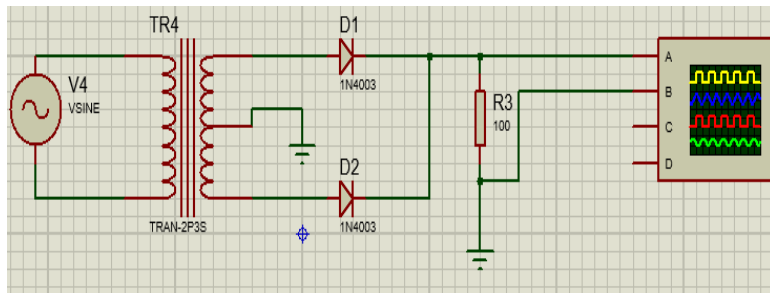 TR4
D1
V4
VSINE
1N4003
A
B
R3
100
C
D2
D
TRAN-2P3S
1N4003